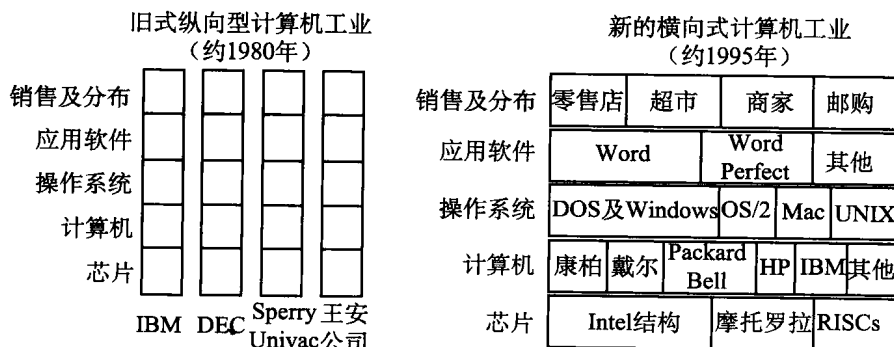 旧式纵向型计算机工业
（约1980年）
销售及分布
应用软件
操作系统
计算机
芯片
IBM DEC Sperry Univac 王安公司
新的横向式计算机工业
（约1995年）
销售及分布 零售店 超市 商家 邮购
应用软件 Word Word Perfect 其他
操作系统 DOS及Windows OS/2 Mac UNIX
计算机 康柏 戴尔 Packard Bell HP IBM 其他
芯片 Intel结构 摩托罗拉 RISCs